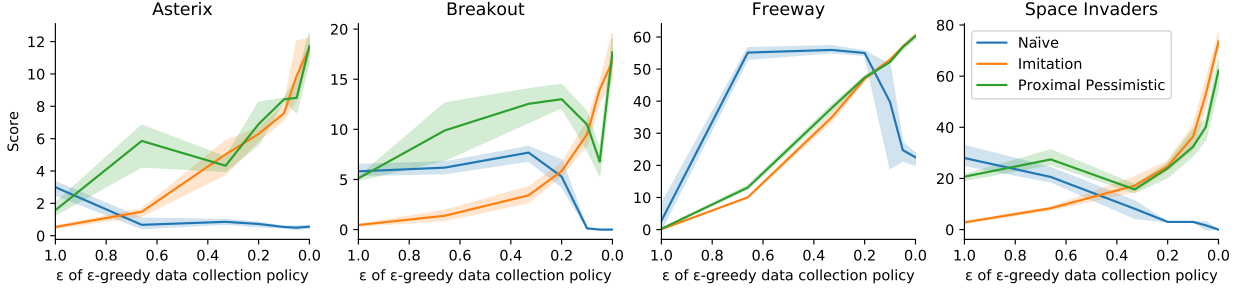 Asterix
Breakout
Freeway
Space Invaders
Score
12
10
8
6
4
2
0
1.0 0.8 0.6 0.4 0.2 0.0
ε of ε-greedy data collection policy
20
15
10
5
0
1.0 0.8 0.6 0.4 0.2 0.0
ε of ε-greedy data collection policy
60
50
40
30
20
10
0
1.0 0.8 0.6 0.4 0.2 0.0
ε of ε-greedy data collection policy
80
60
40
20
0
Naïve
Imitation
Proximal Pessimistic
1.0 0.8 0.6 0.4 0.2 0.0
ε of ε-greedy data collection policy